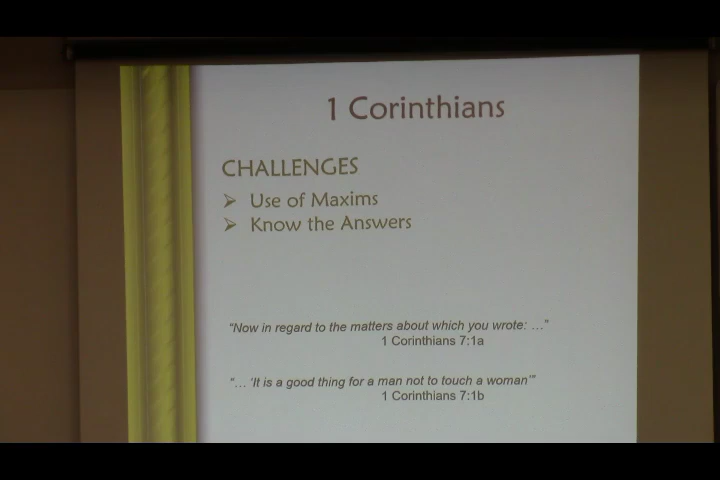 1 Corinthians
CHALLENGES
➢ Use of Maxims
➢ Know the Answers
“Now in regard to the matters about which you wrote: …”
1 Corinthians 7:1a
“… ‘It is a good thing for a man not to touch a woman’”
1 Corinthians 7:1b